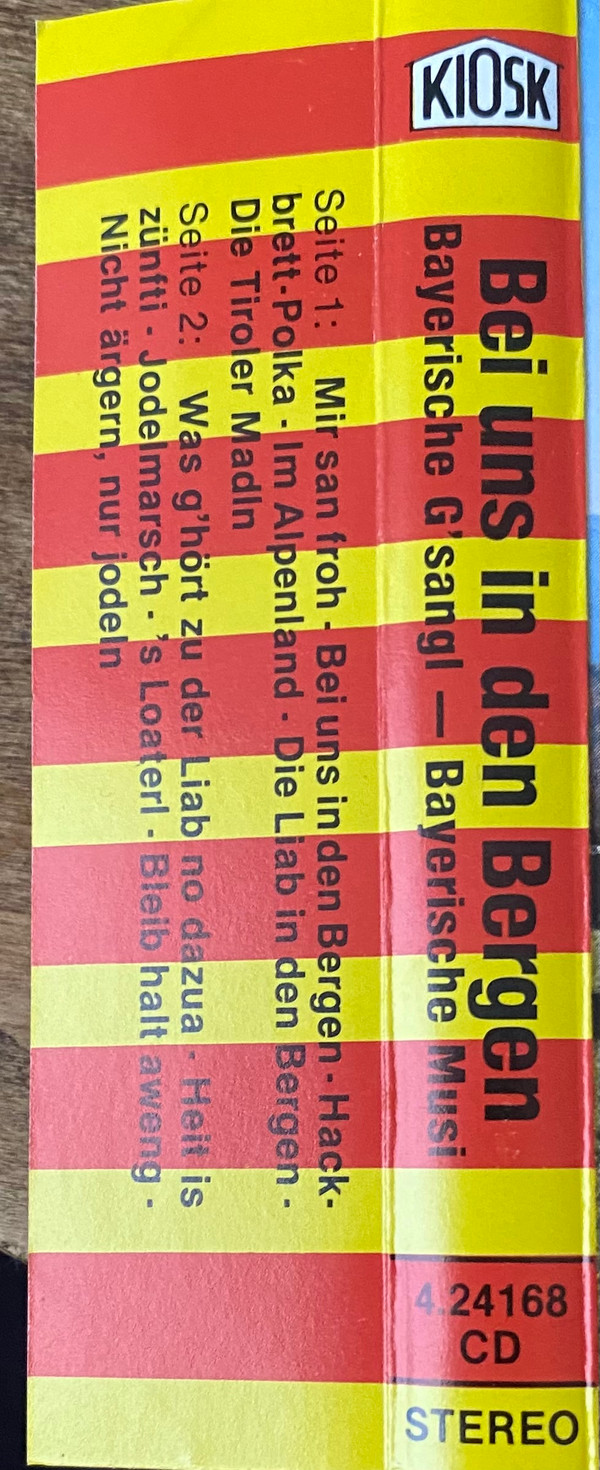 KIOSK
Bei uns in den Bergen
Bayerische G'sangl — Bayerische Musi
4.24168
CD
STEREO
Seite 1: Mir san froh · Bei uns in den Bergen · Hack-
brett-Polka · Im Alpenland · Die Liab in den Bergen ·
Die Tiroler Madln
Seite 2: Was g'hört zu der Liab no dazua · Heit is
zünfti · Jodelmarsch · 's Loaterl · Bleib halt aweng ·
Nicht ärgern, nur jodeln